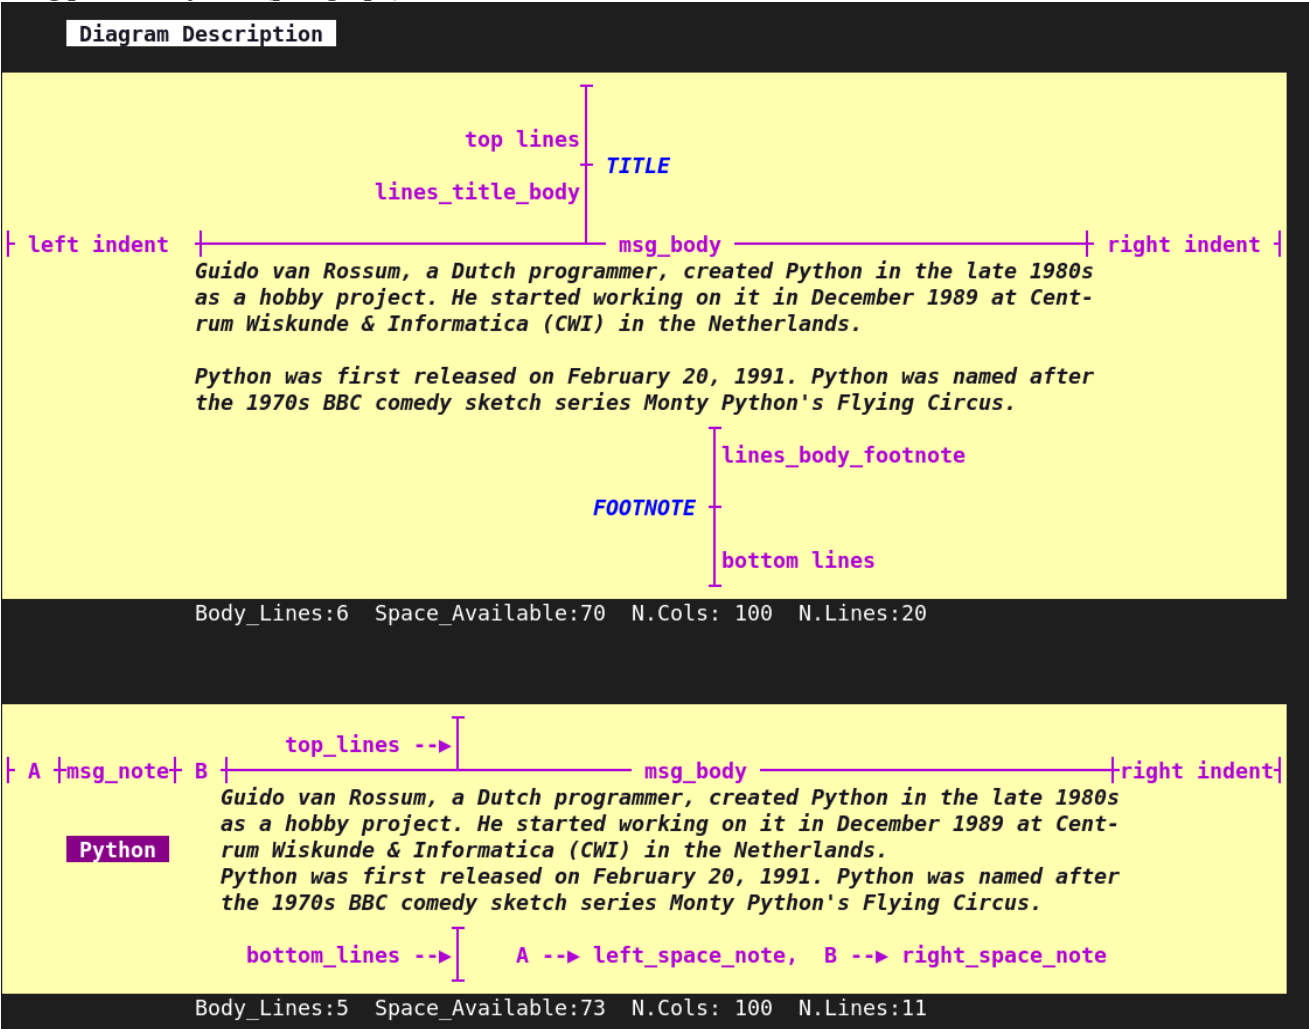 Diagram Description
top lines
TITLE
lines_title_body
left indent msg_body right indent
Guido van Rossum, a Dutch programmer, created Python in the late 1980s
as a hobby project. He started working on it in December 1989 at Cent-
rum Wiskunde & Informatica (CWI) in the Netherlands.
Python was first released on February 20, 1991. Python was named after
the 1970s BBC comedy sketch series Monty Python's Flying Circus.
lines_body_footnote
FOOTNOTE
bottom lines
Body_Lines:6 Space_Available:70 N.Cols: 100 N.Lines:20
top_lines --▶
A msg_note B msg_body right indent
Guido van Rossum, a Dutch programmer, created Python in the late 1980s
as a hobby project. He started working on it in December 1989 at Cent-
Python rum Wiskunde & Informatica (CWI) in the Netherlands.
Python was first released on February 20, 1991. Python was named after
the 1970s BBC comedy sketch series Monty Python's Flying Circus.
bottom_lines --▶ A --▶ left_space_note, B --▶ right_space_note
Body_Lines:5 Space_Available:73 N.Cols: 100 N.Lines:11